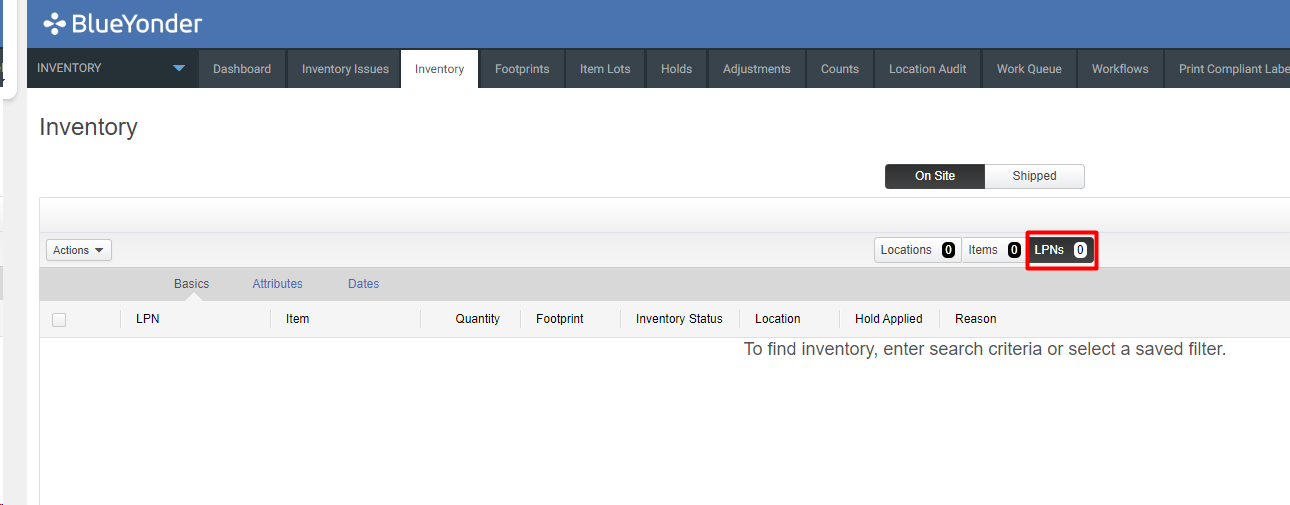 BlueYonder
INVENTORY Dashboard Inventory Issues Inventory Footprints Item Lots Holds Adjustments Counts Location Audit Work Queue Workflows Print Compliant Labe
Inventory
On Site Shipped
Actions Locations 0 Items 0 LPNs 0
Basics Attributes Dates
LPN Item Quantity Footprint Inventory Status Location Hold Applied Reason
To find inventory, enter search criteria or select a saved filter.